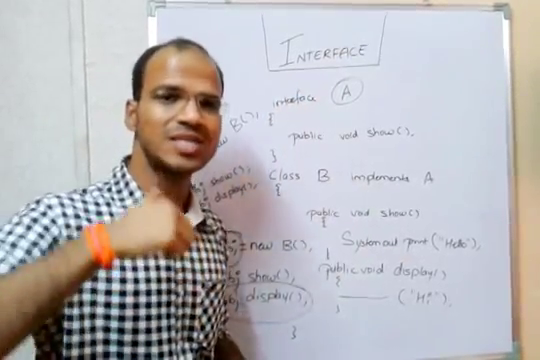 INTERFACE
interface A
{
public void show();
}
Class B implements A
{
public void show()
{
System.out.print("Hello");
}
public void display()
{
("Hi");
}
}
B();
show();
display();
= new B();
show();
display();